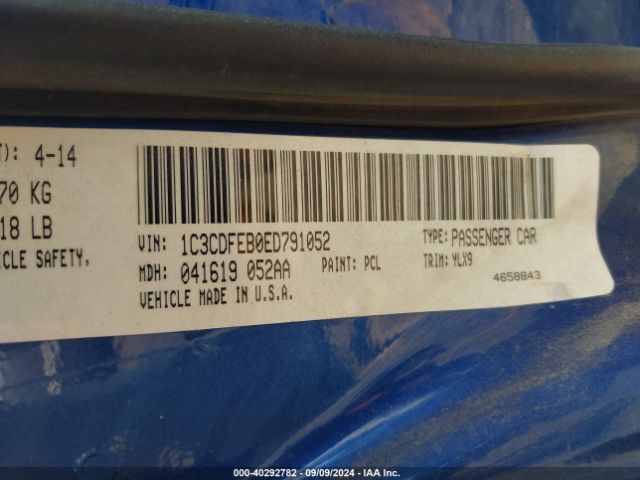 T): 4-14
70 KG
18 LB
ICLE SAFETY,
VIN: 1C3CDFEB0ED791052
TYPE: PASSENGER CAR
MDH: 041619 052AA
PAINT: PCL
TRIM: YLX9
VEHICLE MADE IN U.S.A.
4658843
000-40292782 - 09/09/2024 - IAA Inc.